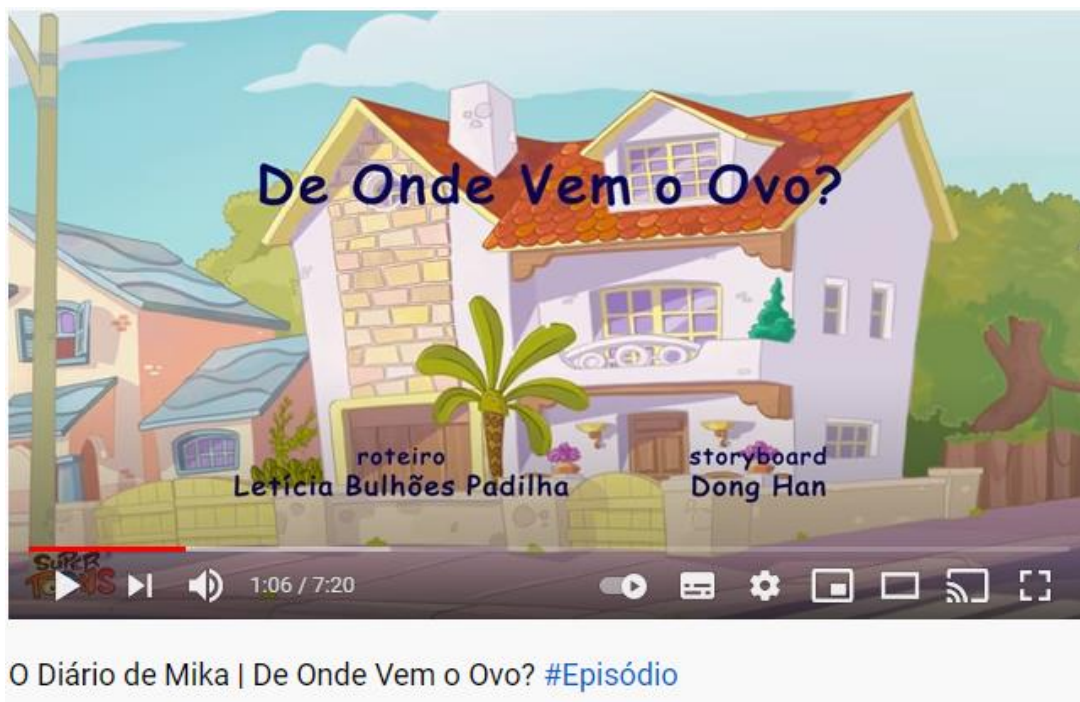 De Onde Vem o Ovo?
roteiro
Letícia Bulhões Padilha
storyboard
Dong Han
SUPER
TOONS
1:06 / 7:20
O Diário de Mika | De Onde Vem o Ovo? #Episódio